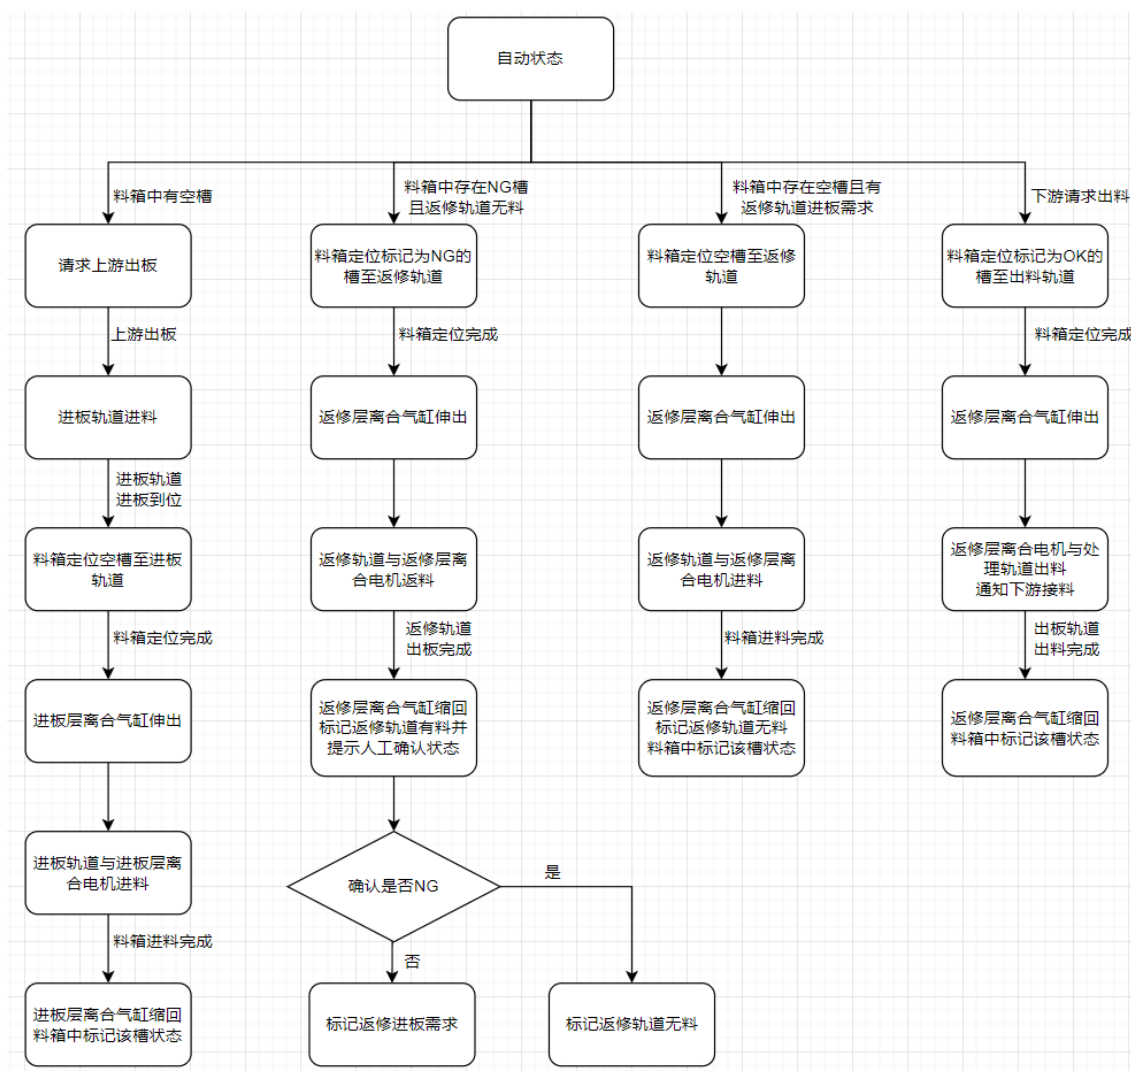 自动状态
料箱中有空槽
料箱中存在NG槽
且返修轨道无料
料箱中存在空槽且有
返修轨道进板需求
下游请求出料
请求上游出板
料箱定位标记为NG的
槽至返修轨道
料箱定位空槽至返修
轨道
料箱定位标记为OK的
槽至出料轨道
上游出板
料箱定位完成
料箱定位完成
进板轨道进料
返修层离合气缸伸出
返修层离合气缸伸出
返修层离合气缸伸出
进板轨道
进板到位
料箱定位空槽至进板
轨道
返修轨道与返修层离
合电机返料
返修轨道与返修层离
合电机进料
返修层离合电机与处
理轨道出料
通知下游接料
料箱定位完成
返修轨道
出板完成
料箱进料完成
出板轨道
出料完成
进板层离合气缸伸出
返修层离合气缸缩回
标记返修轨道有料并
提示人工确认状态
返修层离合气缸缩回
标记返修轨道无料
料箱中标记该槽状态
返修层离合气缸缩回
料箱中标记该槽状态
进板轨道与进板层离
合电机进料
确认是否NG
是
料箱进料完成
否
进板层离合气缸缩回
料箱中标记该槽状态
标记返修进板需求
标记返修轨道无料